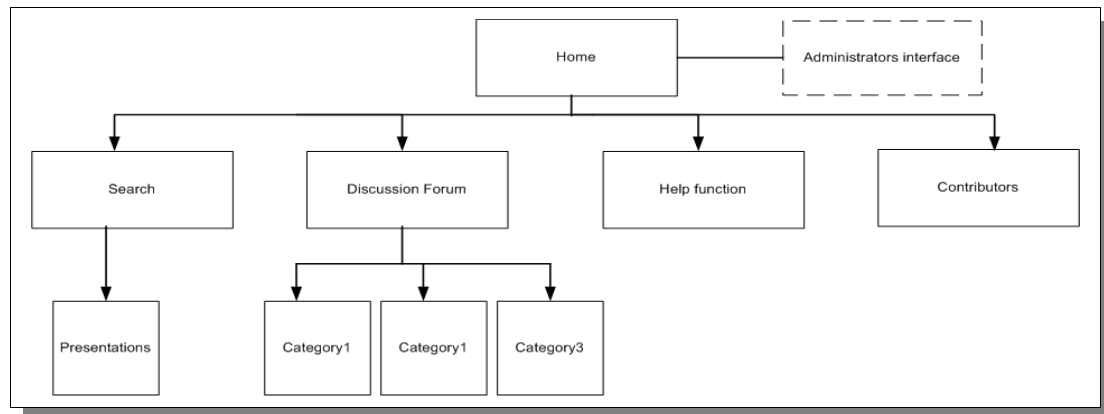 Home
Administrators interface
Search
Discussion Forum
Help function
Contributors
Presentations
Category1
Category1
Category3